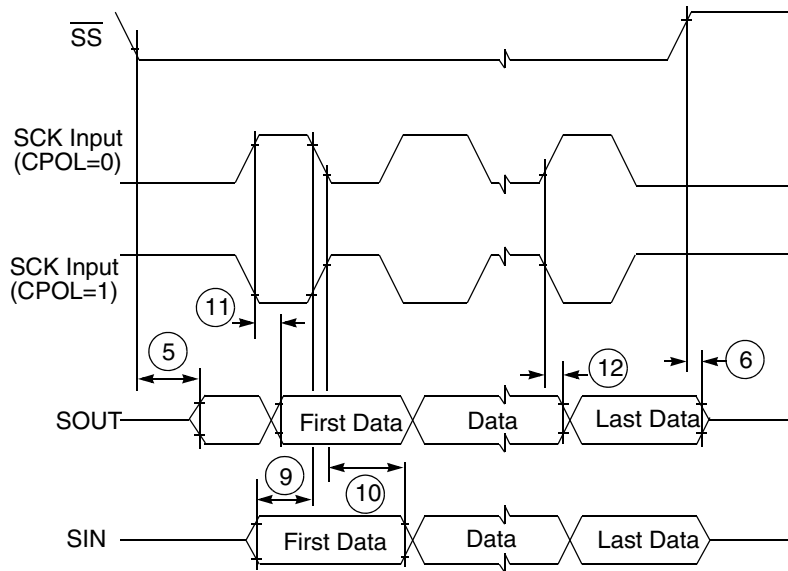 SS
SCK Input
(CPOL=0)
SCK Input
(CPOL=1)
11
5
12
6
SOUT
First Data
Data
Last Data
9
10
SIN
First Data
Data
Last Data